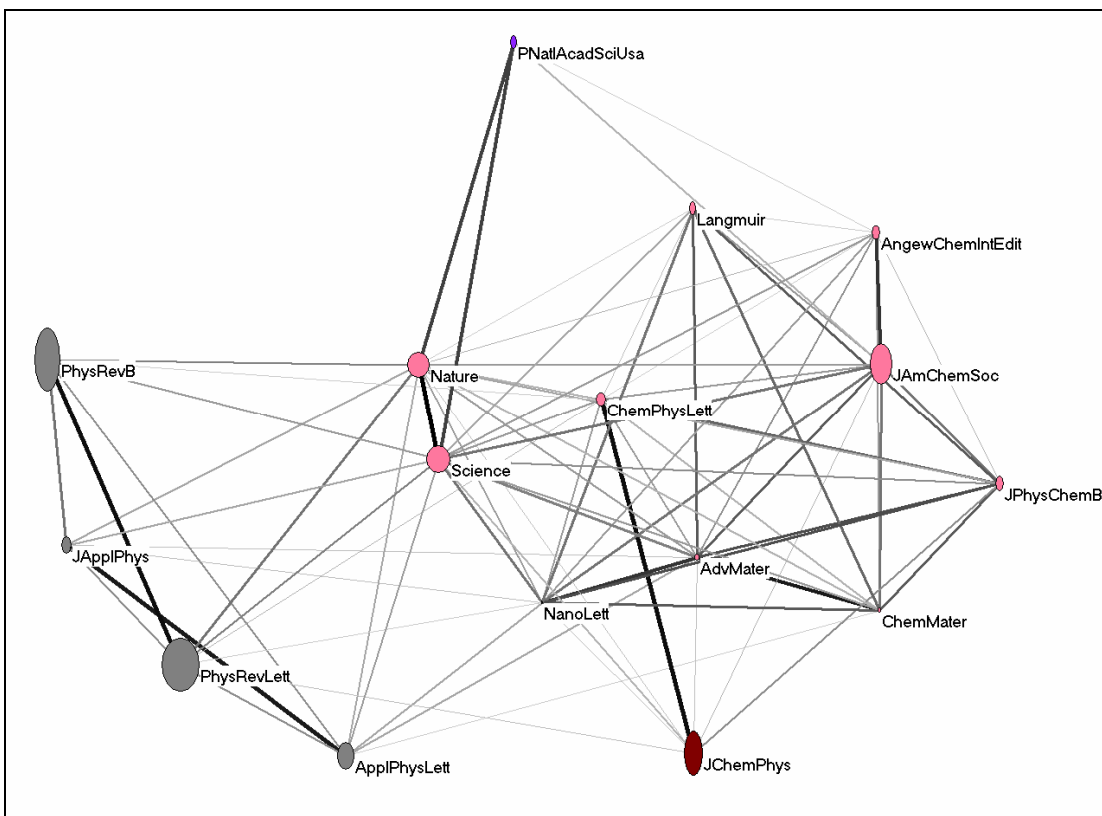 PNatlAcadSciUsa
Langmuir
AngewChemIntEdit
PhysRevB
Nature
JAmChemSoc
ChemPhysLett
Science
JPhysChemB
JApplPhys
AdvMater
NanoLett
ChemMater
PhysRevLett
ApplPhysLett
JChemPhys